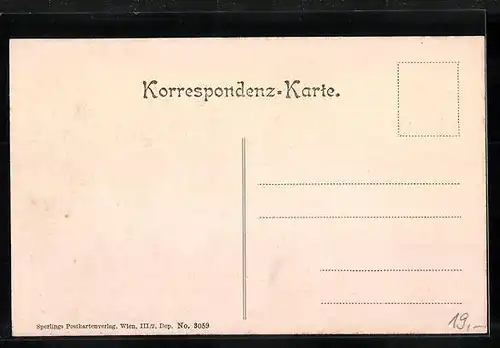 Korrespondenz-Karte.
Sperlings Postkartenverlag, Wien, III/2, Dep. No. 3059
19,-